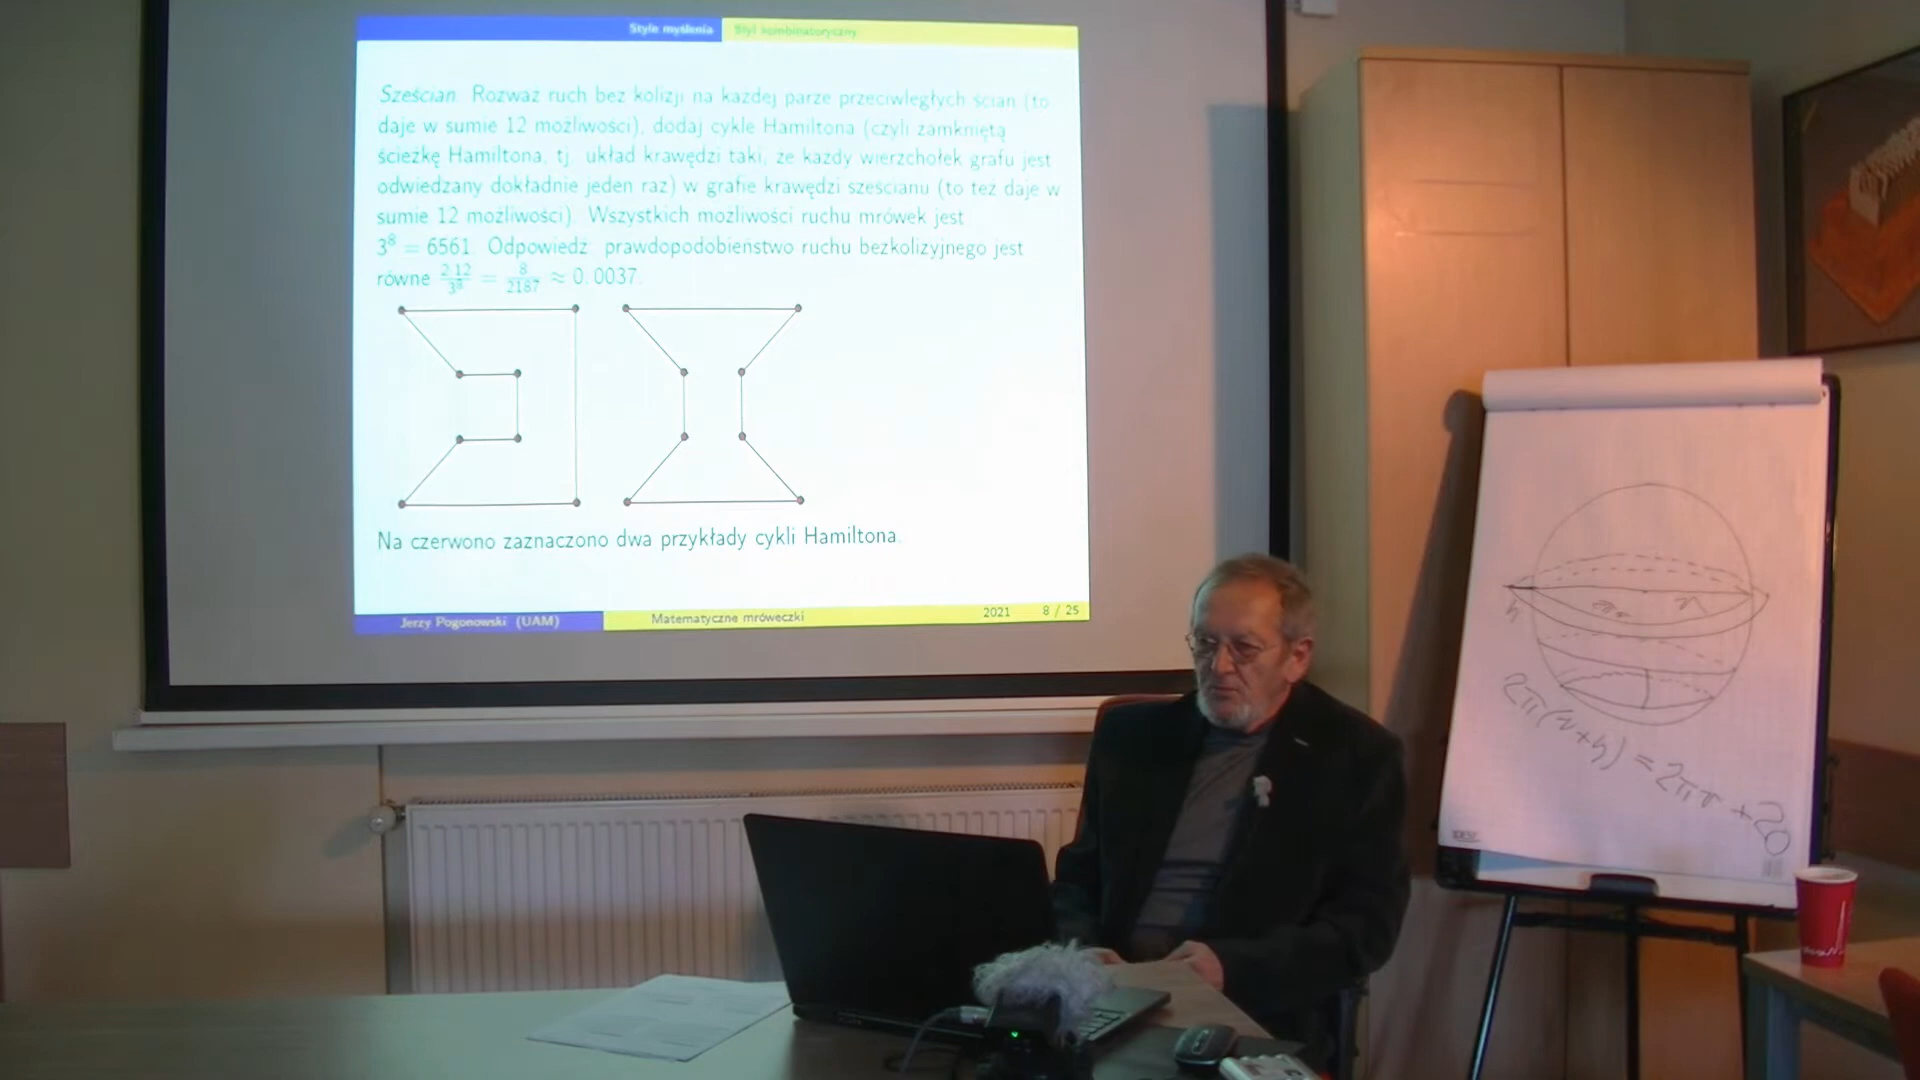 Style myślenia Styl kombinatoryczny
Sześcian. Rozważ ruch bez kolizji na każdej parze przeciwległych ścian (to
daje w sumie 12 możliwości), dodaj cykle Hamiltona (czyli zamkniętą
ścieżkę Hamiltona, tj. układ krawędzi taki, że każdy wierzchołek grafu jest
odwiedzany dokładnie jeden raz) w grafie krawędzi sześcianu (to też daje w
sumie 12 możliwości). Wszystkich możliwości ruchu mrówek jest
3⁸ = 6561. Odpowiedź: prawdopodobieństwo ruchu bezkolizyjnego jest
równe 2·12/3⁸ = 8/2187 ≈ 0.0037.
Na czerwono zaznaczono dwa przykłady cykli Hamiltona.
Jerzy Pogonowski (UAM) Matematyczne mróweczki 2021 8 / 25
h r
2π(r+h) = 2πr + 20